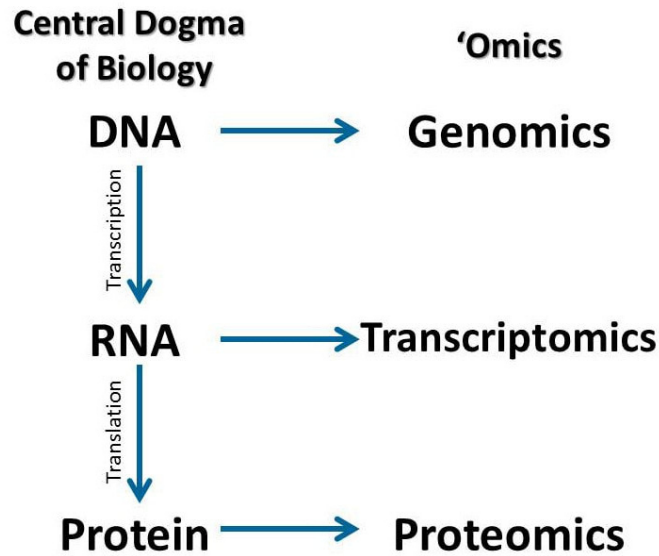 Central Dogma
of Biology
‘Omics
DNA
Genomics
Transcription
RNA
Transcriptomics
Translation
Protein
Proteomics